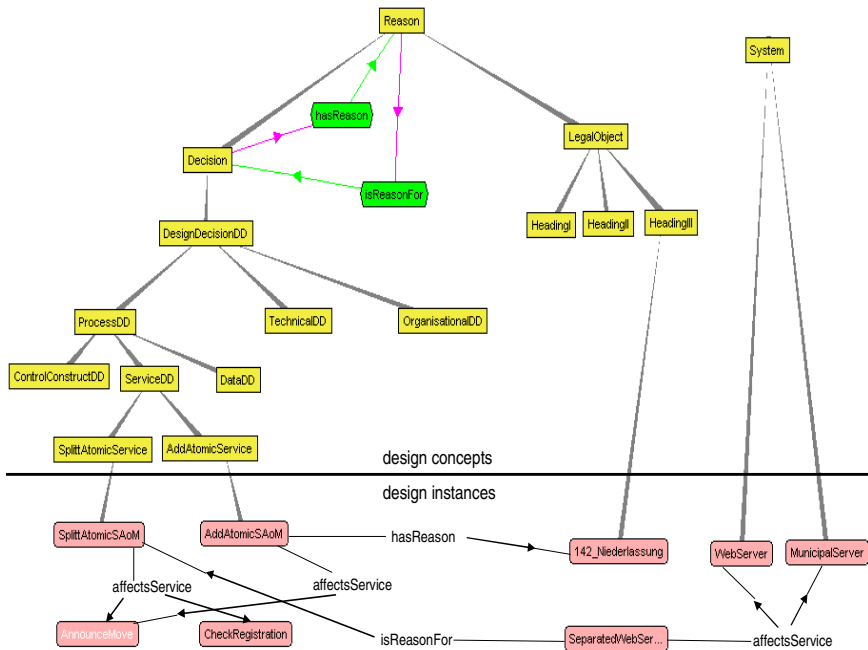 Reason
System
hasReason
LegalObject
Decision
isReasonFor
HeadingI
HeadingII
HeadingIII
DesignDecisionDD
ProcessDD
TechnicalDD
OrganisationalDD
ControlConstructDD
ServiceDD
DataDD
SplittAtomicService
AddAtomicService
design concepts
design instances
SplittAtomicSAoM
AddAtomicSAoM
hasReason
142_Niederlassung
WebServer
MunicipalServer
affectsService
affectsService
AnnounceMove
CheckRegistration
isReasonFor
SeparatedWebSer...
affectsService